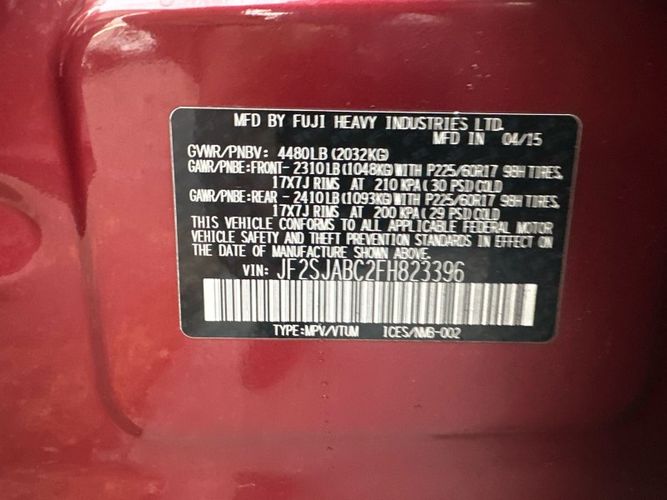 MFD BY FUJI HEAVY INDUSTRIES LTD.
MFD IN 04/15
GVWR/PNBV: 4480LB(2032KG)
GAWR/PNBE:FRONT-2310LB(1048KG)WITH P225/60R17 98H TIRES,
17X7J RIMS AT 210 KPA(30 PSI)COLD
GAWR/PNBE:REAR -2410LB(1093KG)WITH P225/60R17 98H TIRES,
17X7J RIMS AT 200 KPA(29 PSI)COLD
THIS VEHICLE CONFORMS TO ALL APPLICABLE FEDERAL MOTOR
VEHICLE SAFETY AND THEFT PREVENTION STANDARDS IN EFFECT ON
THE DATE OF MANUFACTURE SHOWN ABOVE.
VIN: JF2SJABC2FH823396
TYPE:MPV/VTUM ICES/NMB-002